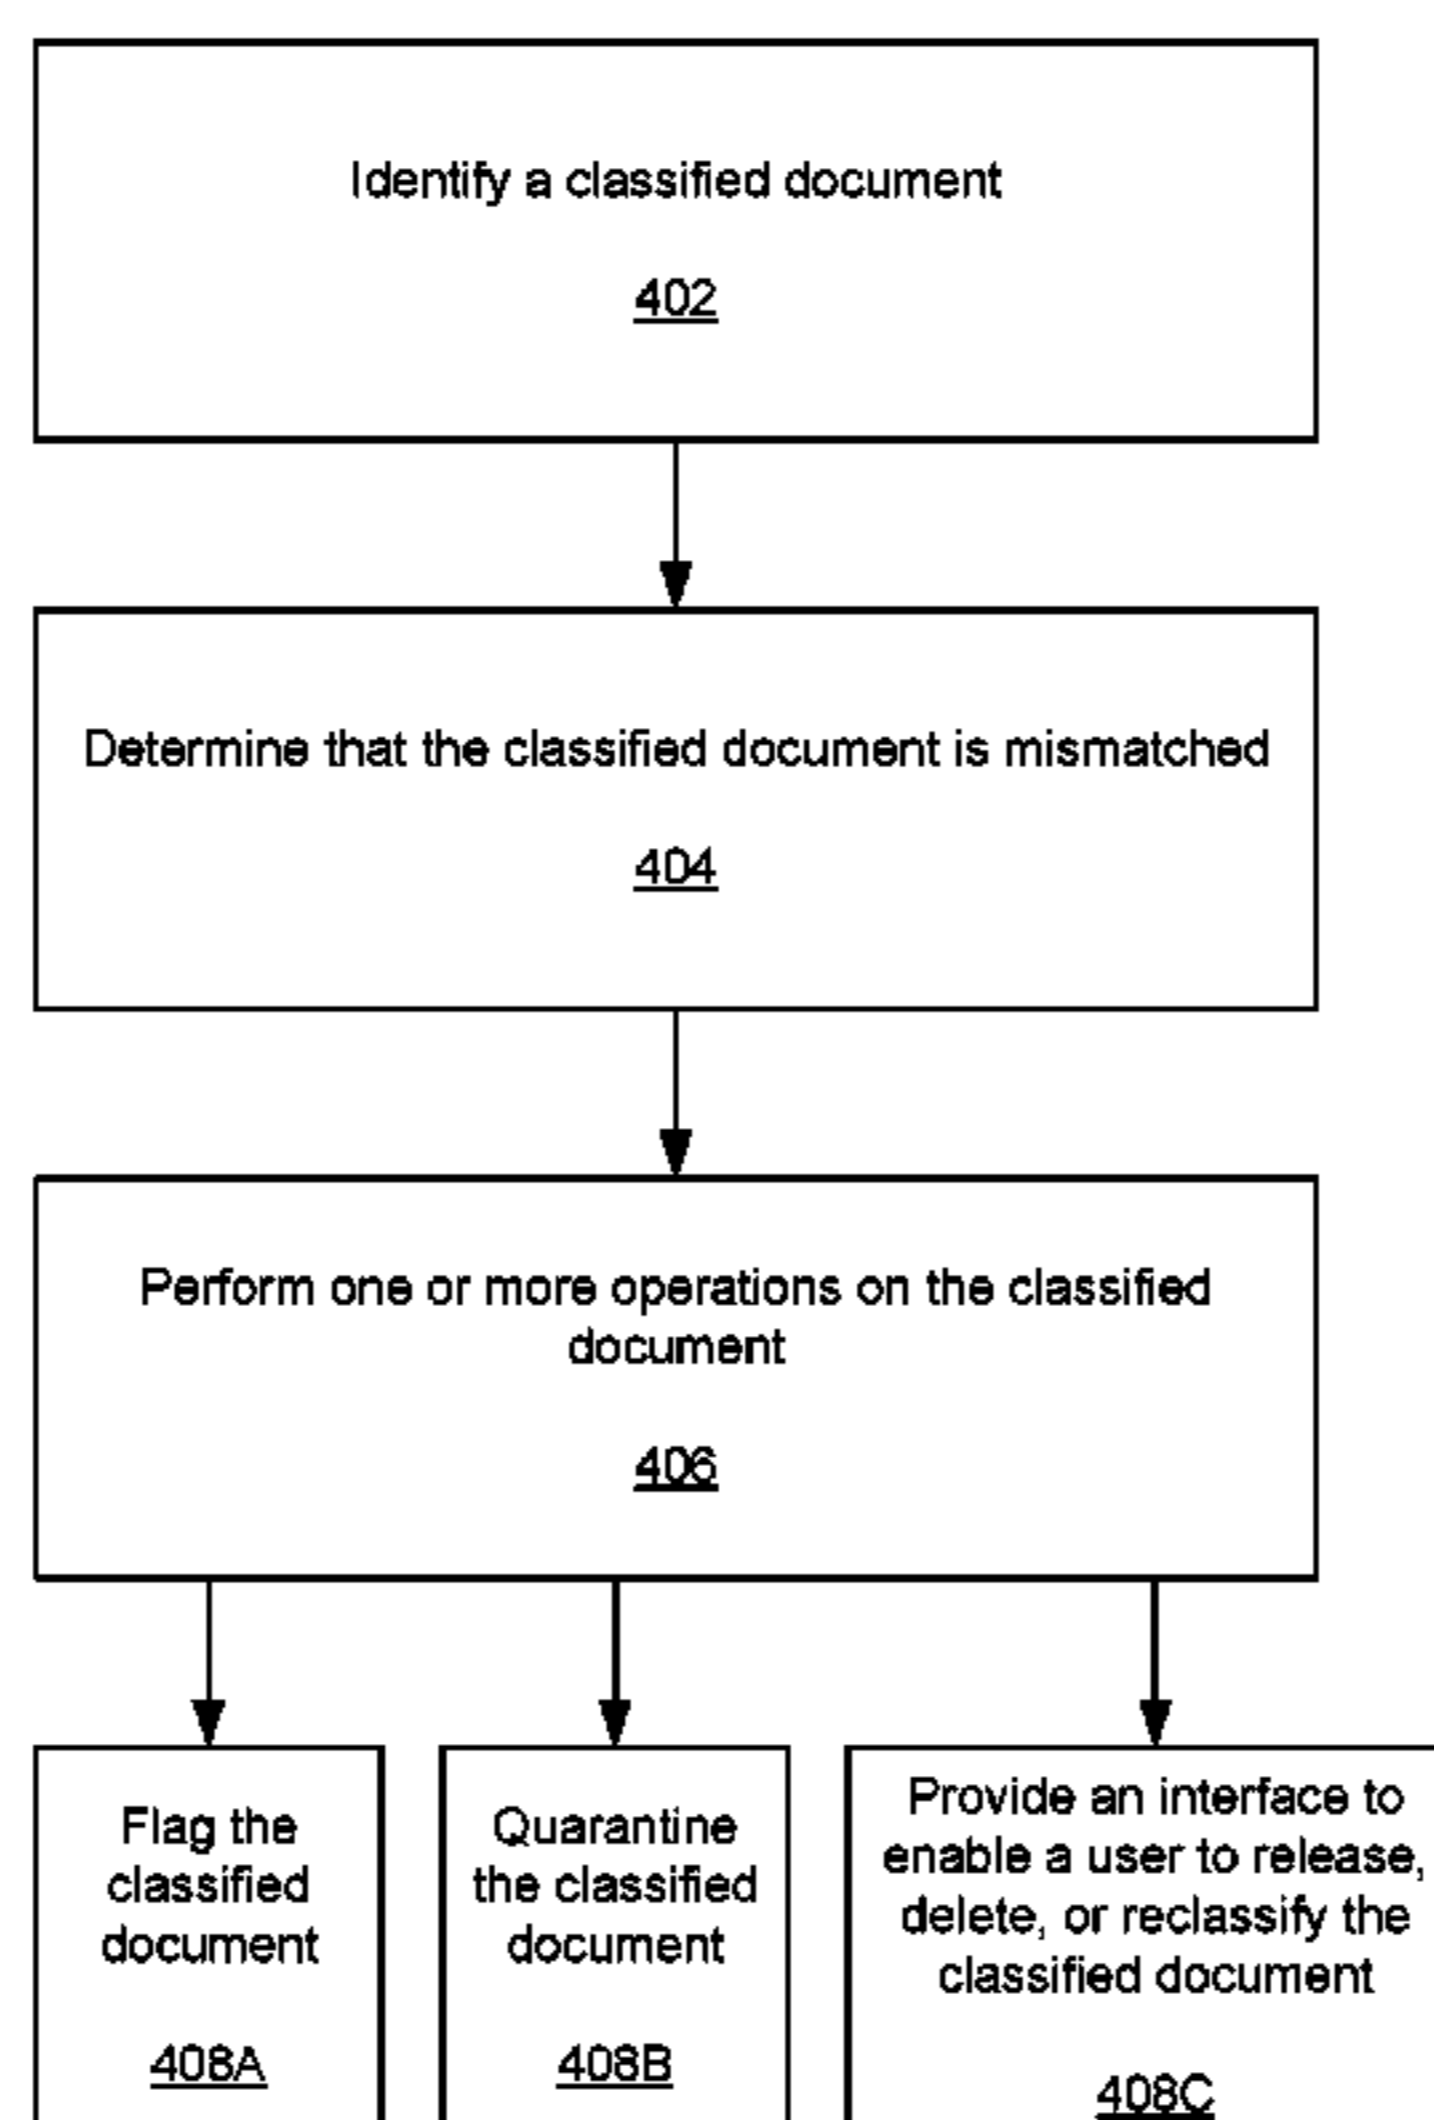 Identify a classified document
402
Determine that the classified document is mismatched
404
Perform one or more operations on the classified
document
406
Flag the
classified
document
408A
Quarantine
the classified
document
408B
Provide an interface to
enable a user to release,
delete, or reclassify the
classified document
408C